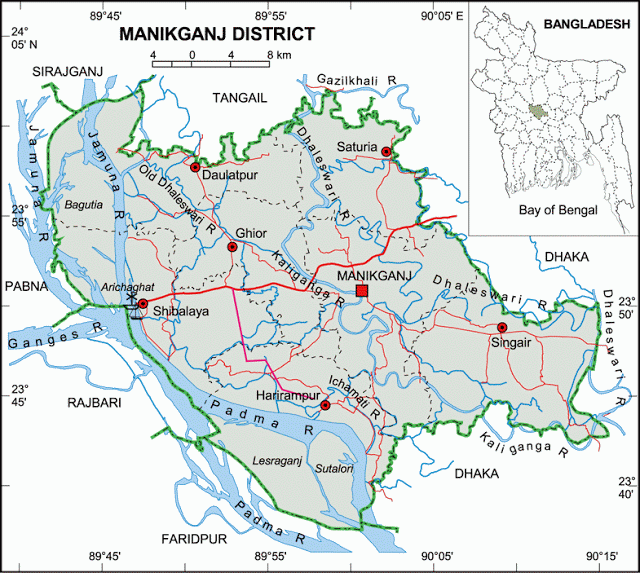 89°45'
89°55'
90°05' E
24°
05' N
MANIKGANJ DISTRICT
4 0 4 8 km
BANGLADESH
Bay of Bengal
SIRAJGANJ
TANGAIL
Gazilkhali R
Jamuna R
Jamuna R
Dhaleswari R
Saturia
Daulatpur
Old Dhaleswari R
Bagutia
23°
55'
Ghior
Kaliganga R
MANIKGANJ
DHAKA
PABNA
Arichaghat
Shibalaya
Dhaleswari R
Dhaleswari R
Ganges R
Singair
23°
50'
23°
45'
RAJBARI
Harirampur
Ichamati R
Padma R
Kaliganga R
Lesraganj
Sutalori
DHAKA
23°
40'
Padma R
FARIDPUR
89°45'
89°55'
90°05'
90°15'